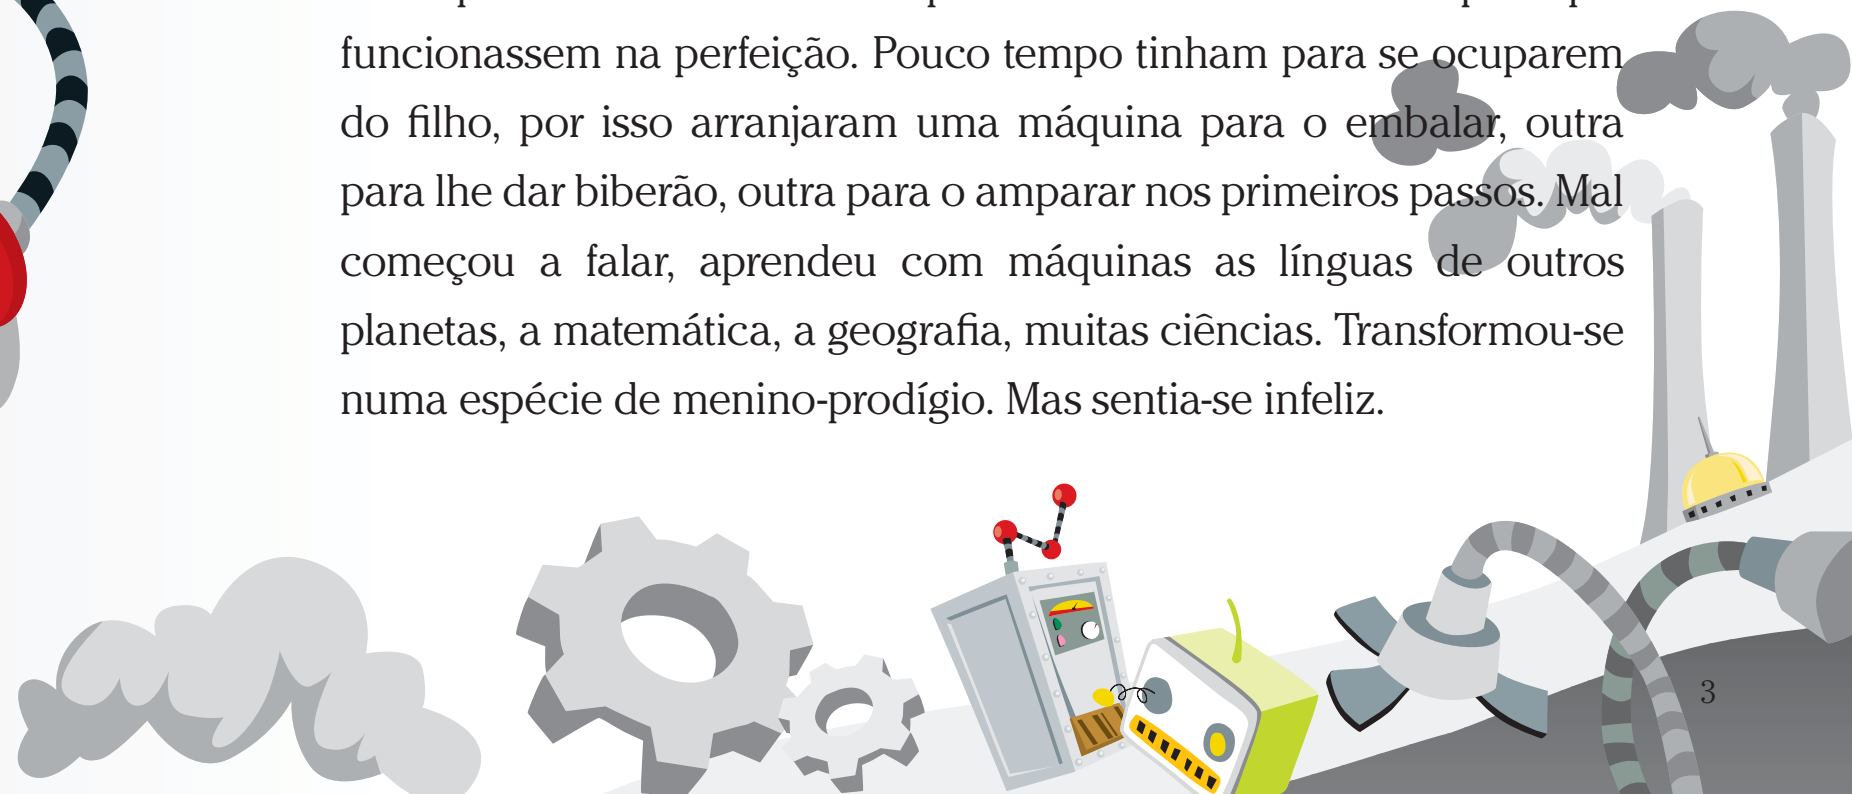 funcionassem na perfeição. Pouco tempo tinham para se ocuparem
do filho, por isso arranjaram uma máquina para o embalar, outra
para lhe dar biberão, outra para o amparar nos primeiros passos. Mal
começou a falar, aprendeu com máquinas as línguas de outros
planetas, a matemática, a geografia, muitas ciências. Transformou-se
numa espécie de menino-prodígio. Mas sentia-se infeliz.
3